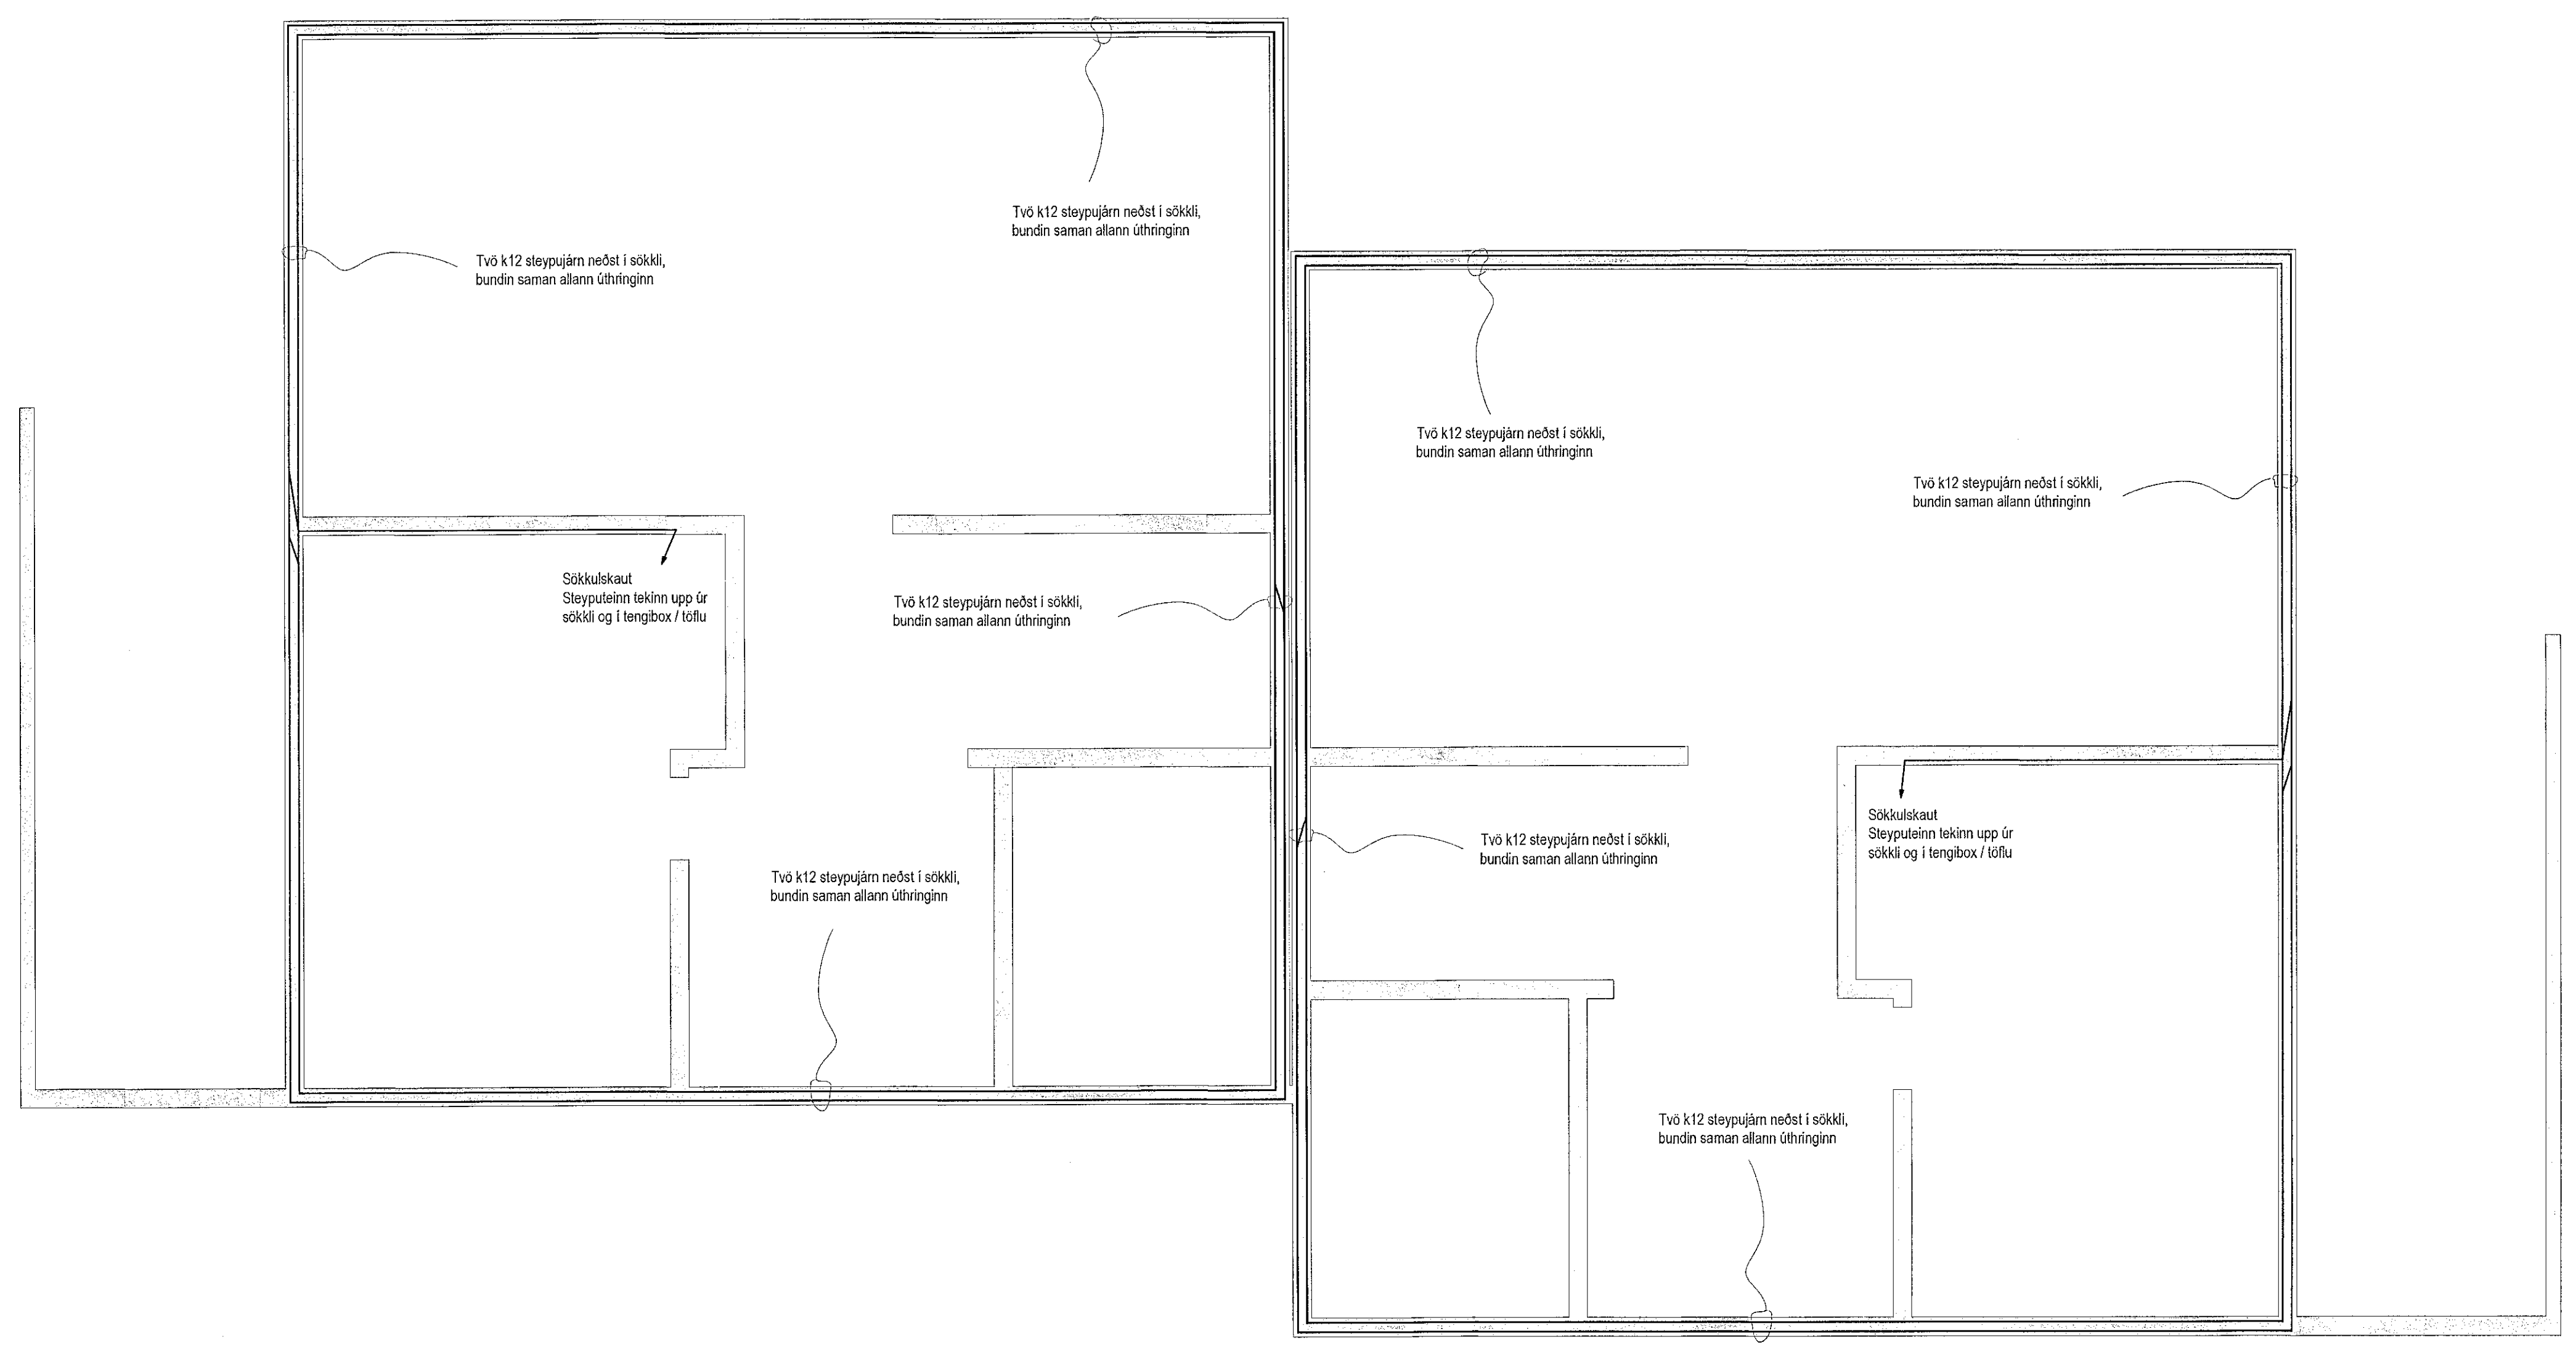 Tvö k12 steypujárn neðst í sökkli,
bundin saman allann úthringinn
Tvö k12 steypujárn neðst í sökkli,
bundin saman allann úthringinn
Sökkulskaut
Steyputeinn tekinn upp úr
sökkli og í tengibox / töflu
Tvö k12 steypujárn neðst í sökkli,
bundin saman allann úthringinn
Tvö k12 steypujárn neðst í sökkli,
bundin saman allann úthringinn
Tvö k12 steypujárn neðst í sökkli,
bundin saman allann úthringinn
Tvö k12 steypujárn neðst í sökkli,
bundin saman allann úthringinn
Sökkulskaut
Steyputeinn tekinn upp úr
sökkli og í tengibox / töflu
Tvö k12 steypujárn neðst í sökkli,
bundin saman allann úthringinn
Tvö k12 steypujárn neðst í sökkli,
bundin saman allann úthringinn